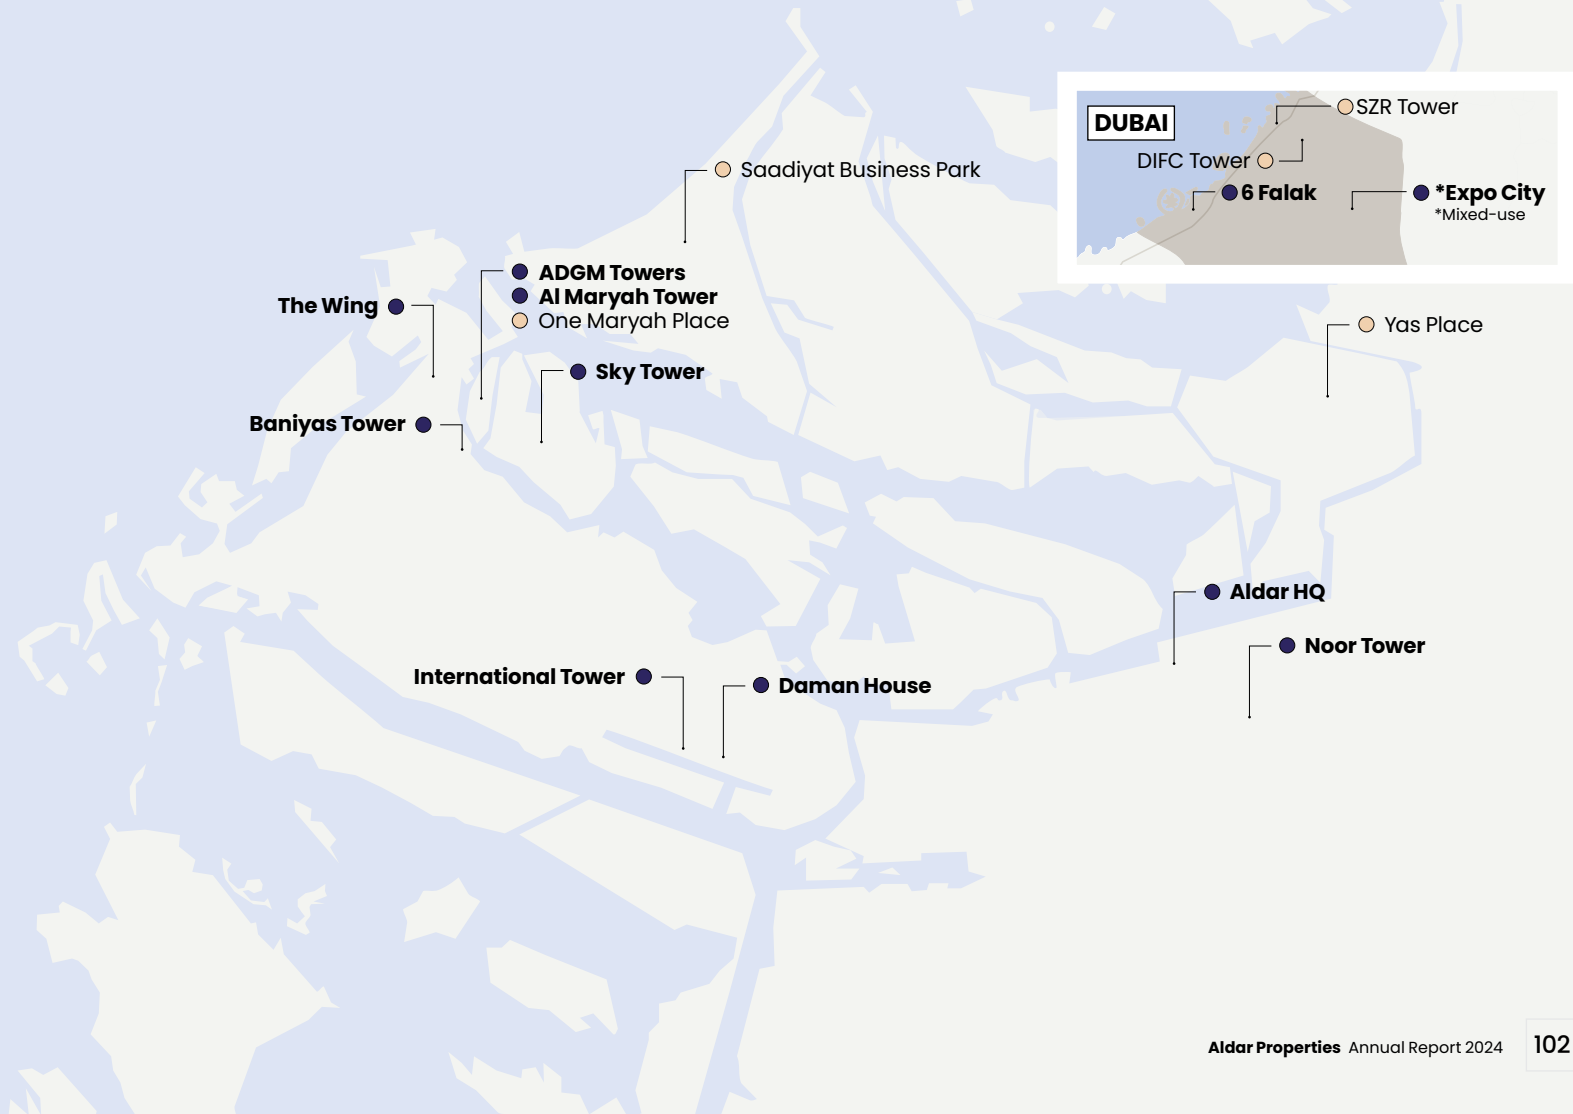 DUBAI
SZR Tower
DIFC Tower
6 Falak
*Expo City
*Mixed-use
Saadiyat Business Park
ADGM Towers
Al Maryah Tower
One Maryah Place
The Wing
Yas Place
Sky Tower
Baniyas Tower
Aldar HQ
Noor Tower
International Tower
Daman House
Aldar Properties Annual Report 2024
102